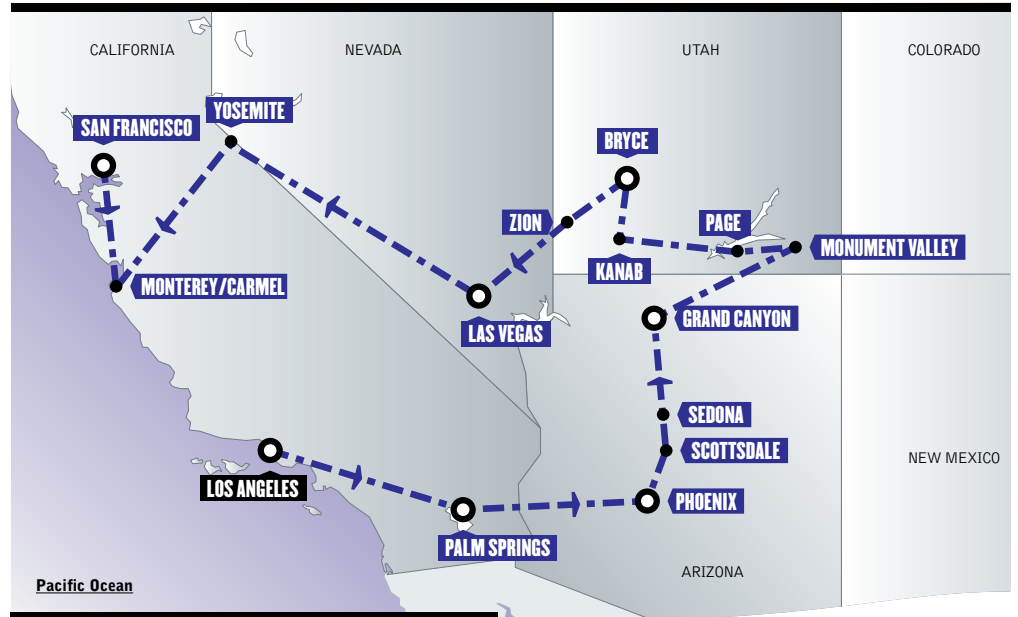 CALIFORNIA
NEVADA
UTAH
COLORADO
YOSEMITE
SAN FRANCISCO
BRYCE
ZION
PAGE
MONUMENT VALLEY
KANAB
MONTEREY/CARMEL
GRAND CANYON
LAS VEGAS
SEDONA
SCOTTSDALE
NEW MEXICO
LOS ANGELES
PHOENIX
PALM SPRINGS
ARIZONA
Pacific Ocean